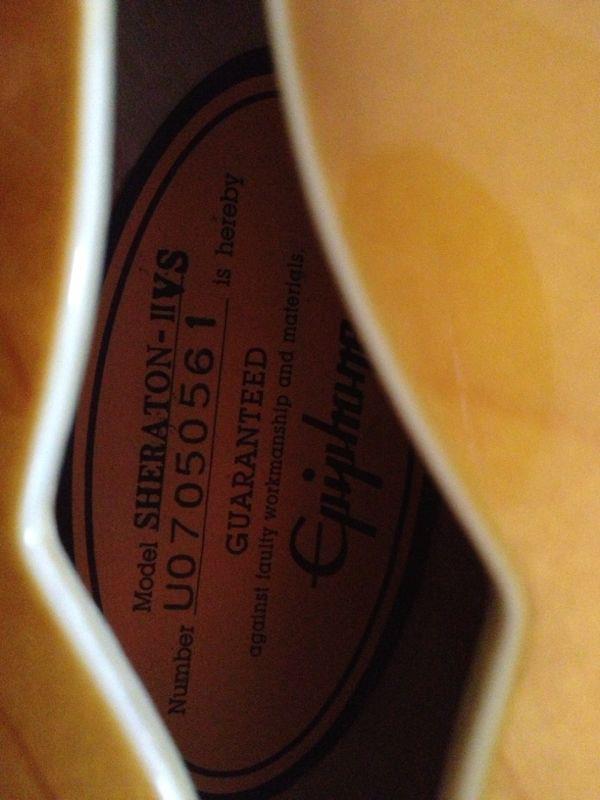 Model SHERATON-IIVS
Number U07050561 is hereby
GUARANTEED
against faulty workmanship and materials.
Epiphone